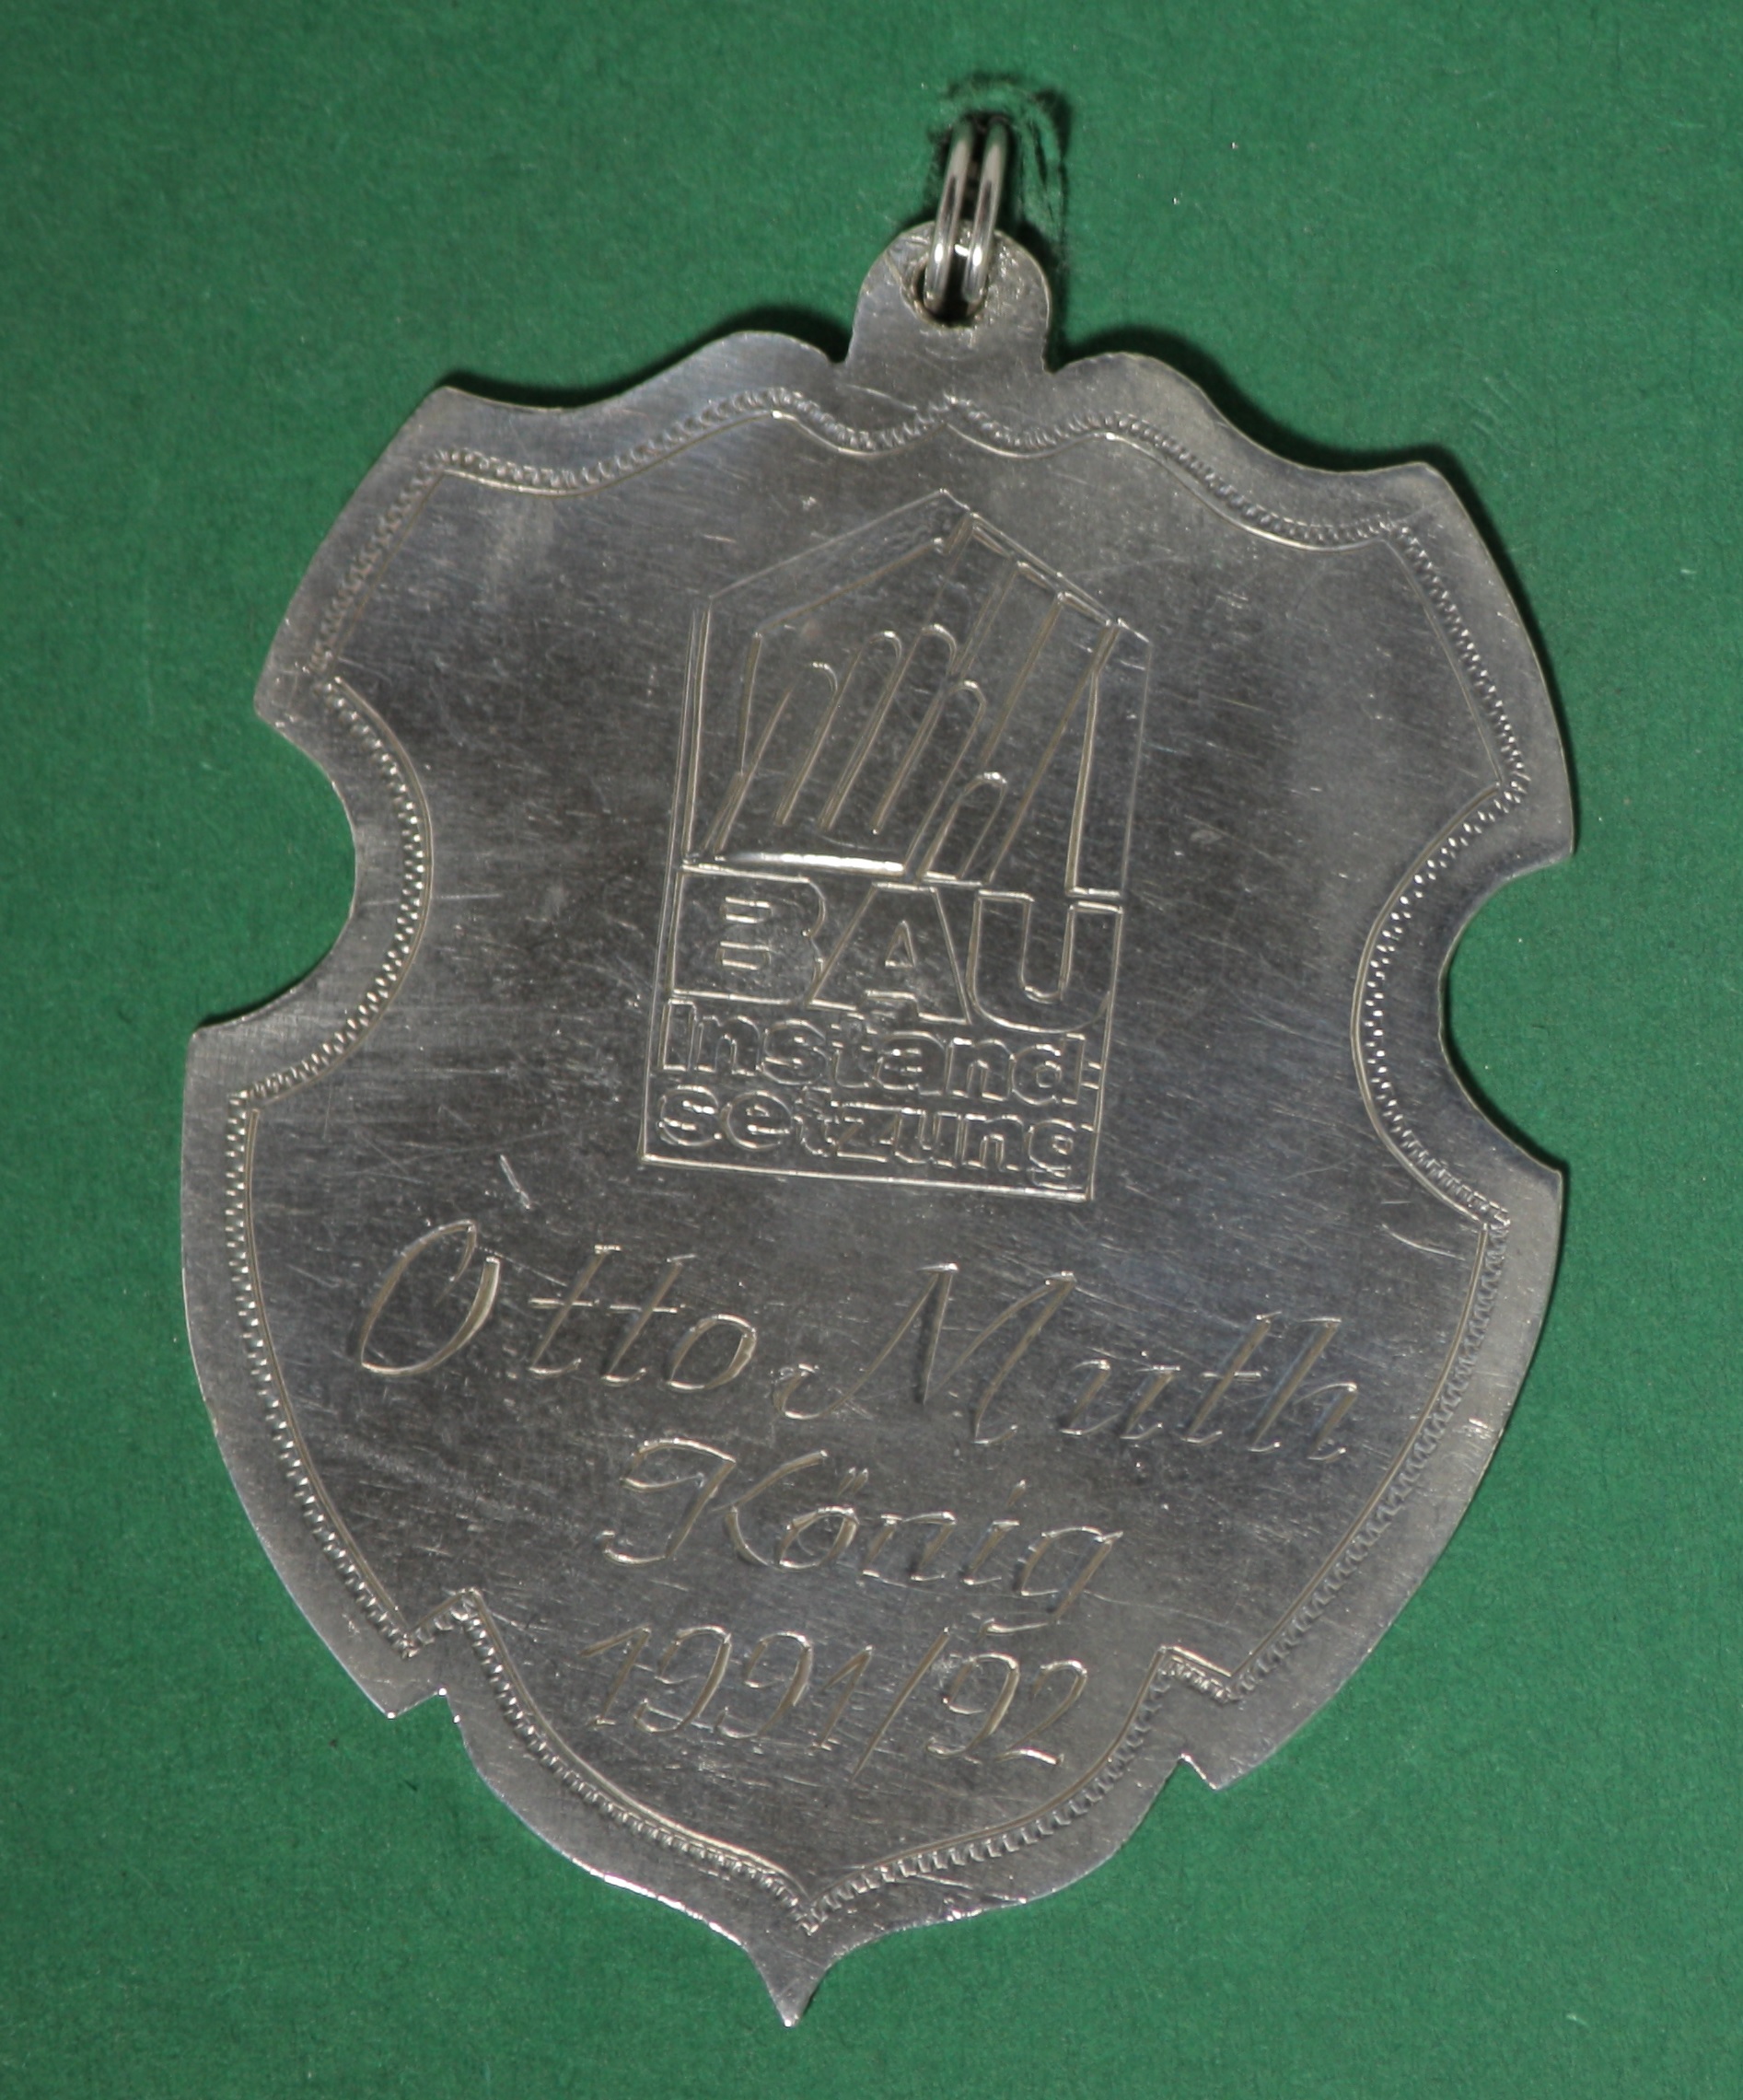 BAU
Instand-
setzung
Otto Muth
König
1991/92